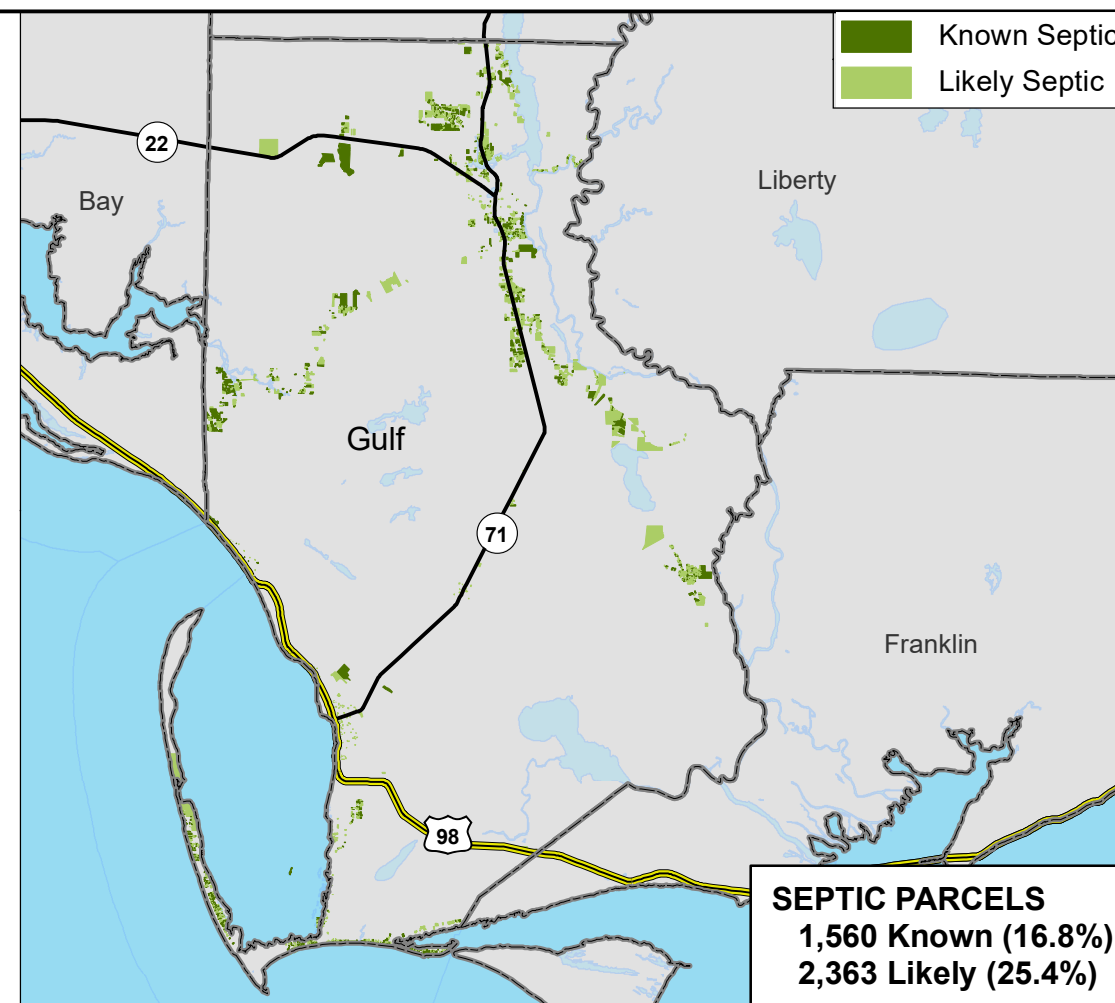 Known Septic
Likely Septic
22
Bay
Liberty
Gulf
71
Franklin
98
SEPTIC PARCELS
1,560 Known (16.8%)
2,363 Likely (25.4%)